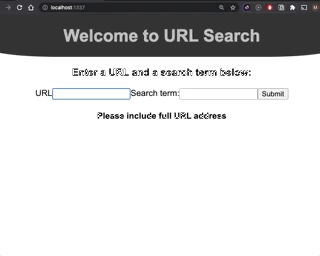 localhost:1337
Welcome to URL Search
Enter a URL and a search term below:
URL Search term: Submit
Please include full URL address